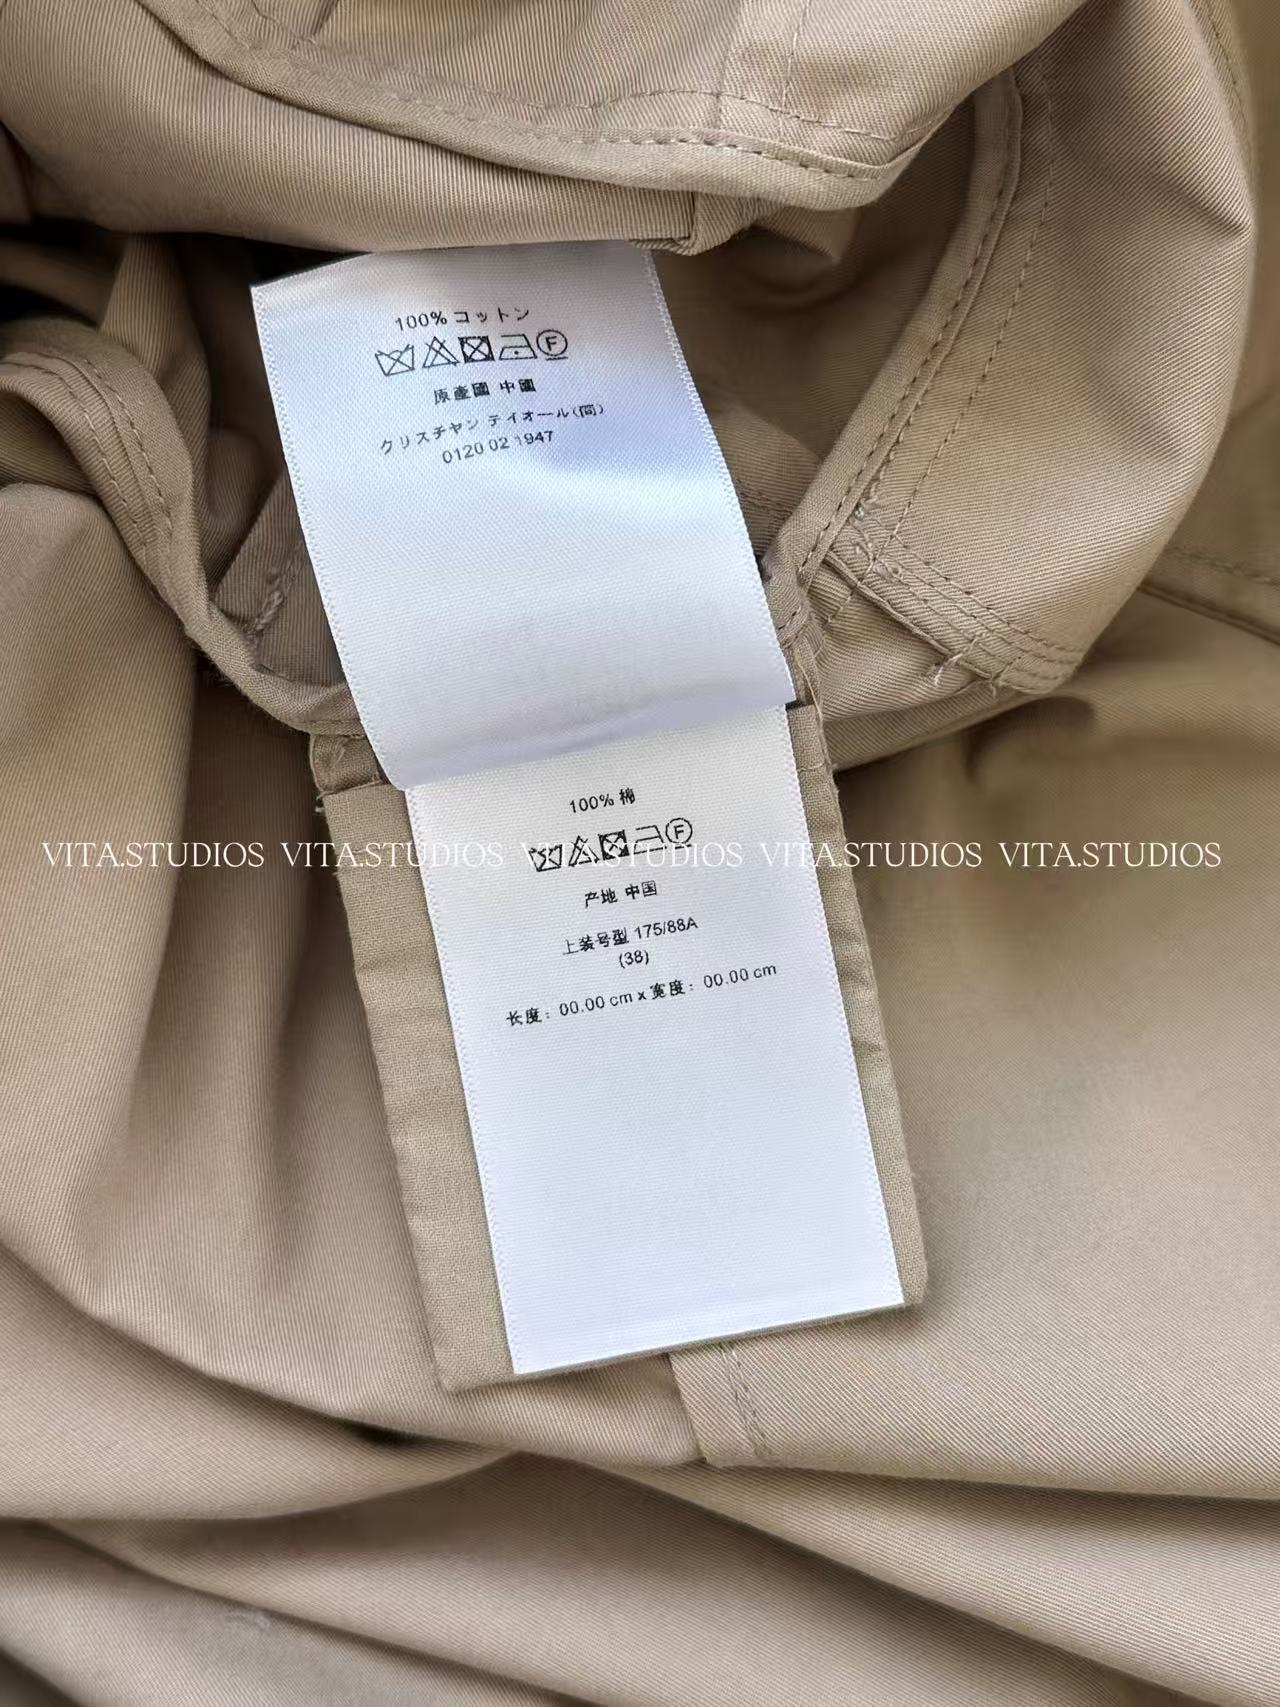 100% コットン
原產國 中國
クリスチャン ディオール(同)
0120 02 1947
100% 棉
VITA.STUDIOS VITA.STUDIOS VITA.STUDIOS VITA.STUDIOS VITA.STUDIOS
产地 中国
上装号型 175/88A
(38)
长度: 00.00 cm x 宽度: 00.00 cm